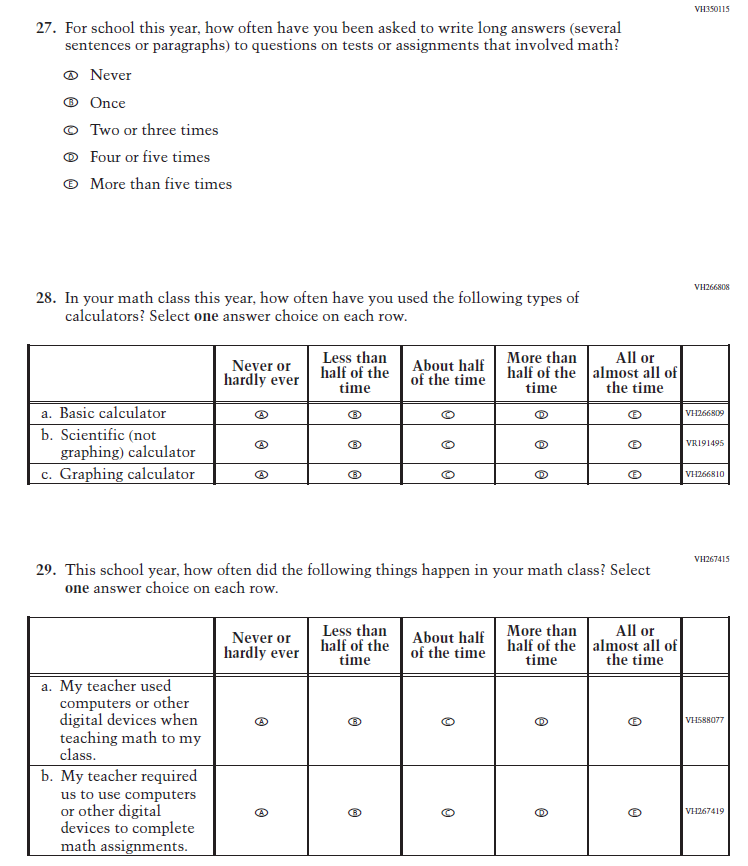 VH350115
27. For school this year, how often have you been asked to write long answers (several
sentences or paragraphs) to questions on tests or assignments that involved math?
Ⓐ Never
Ⓑ Once
Ⓒ Two or three times
Ⓓ Four or five times
Ⓔ More than five times
VH266808
28. In your math class this year, how often have you used the following types of
calculators? Select one answer choice on each row.
Never or
hardly ever
Less than
half of the
time
About half
of the time
More than
half of the
time
All or
almost all of
the time
a. Basic calculator Ⓐ Ⓑ Ⓒ Ⓓ Ⓔ VH266809
b. Scientific (not
graphing) calculator Ⓐ Ⓑ Ⓒ Ⓓ Ⓔ VR191495
c. Graphing calculator Ⓐ Ⓑ Ⓒ Ⓓ Ⓔ VH266810
VH267415
29. This school year, how often did the following things happen in your math class? Select
one answer choice on each row.
Never or
hardly ever
Less than
half of the
time
About half
of the time
More than
half of the
time
All or
almost all of
the time
a. My teacher used
computers or other
digital devices when
teaching math to my
class.
Ⓐ Ⓑ Ⓒ Ⓓ Ⓔ VH588077
b. My teacher required
us to use computers
or other digital
devices to complete
math assignments.
Ⓐ Ⓑ Ⓒ Ⓓ Ⓔ VH267419